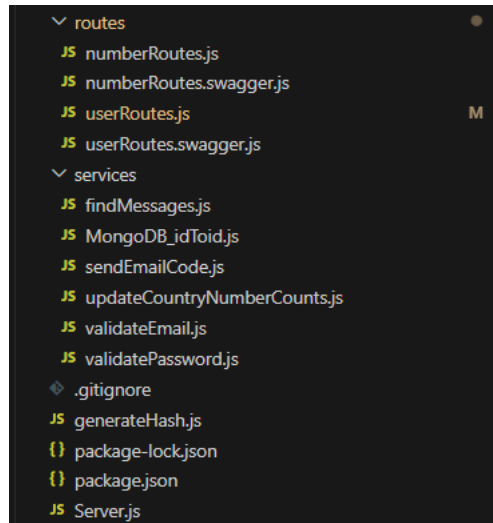 routes
JS numberRoutes.js
JS numberRoutes.swagger.js
JS userRoutes.js M
JS userRoutes.swagger.js
services
JS findMessages.js
JS MongoDB_idToid.js
JS sendEmailCode.js
JS updateCountryNumberCounts.js
JS validateEmail.js
JS validatePassword.js
.gitignore
JS generateHash.js
{} package-lock.json
{} package.json
JS Server.js